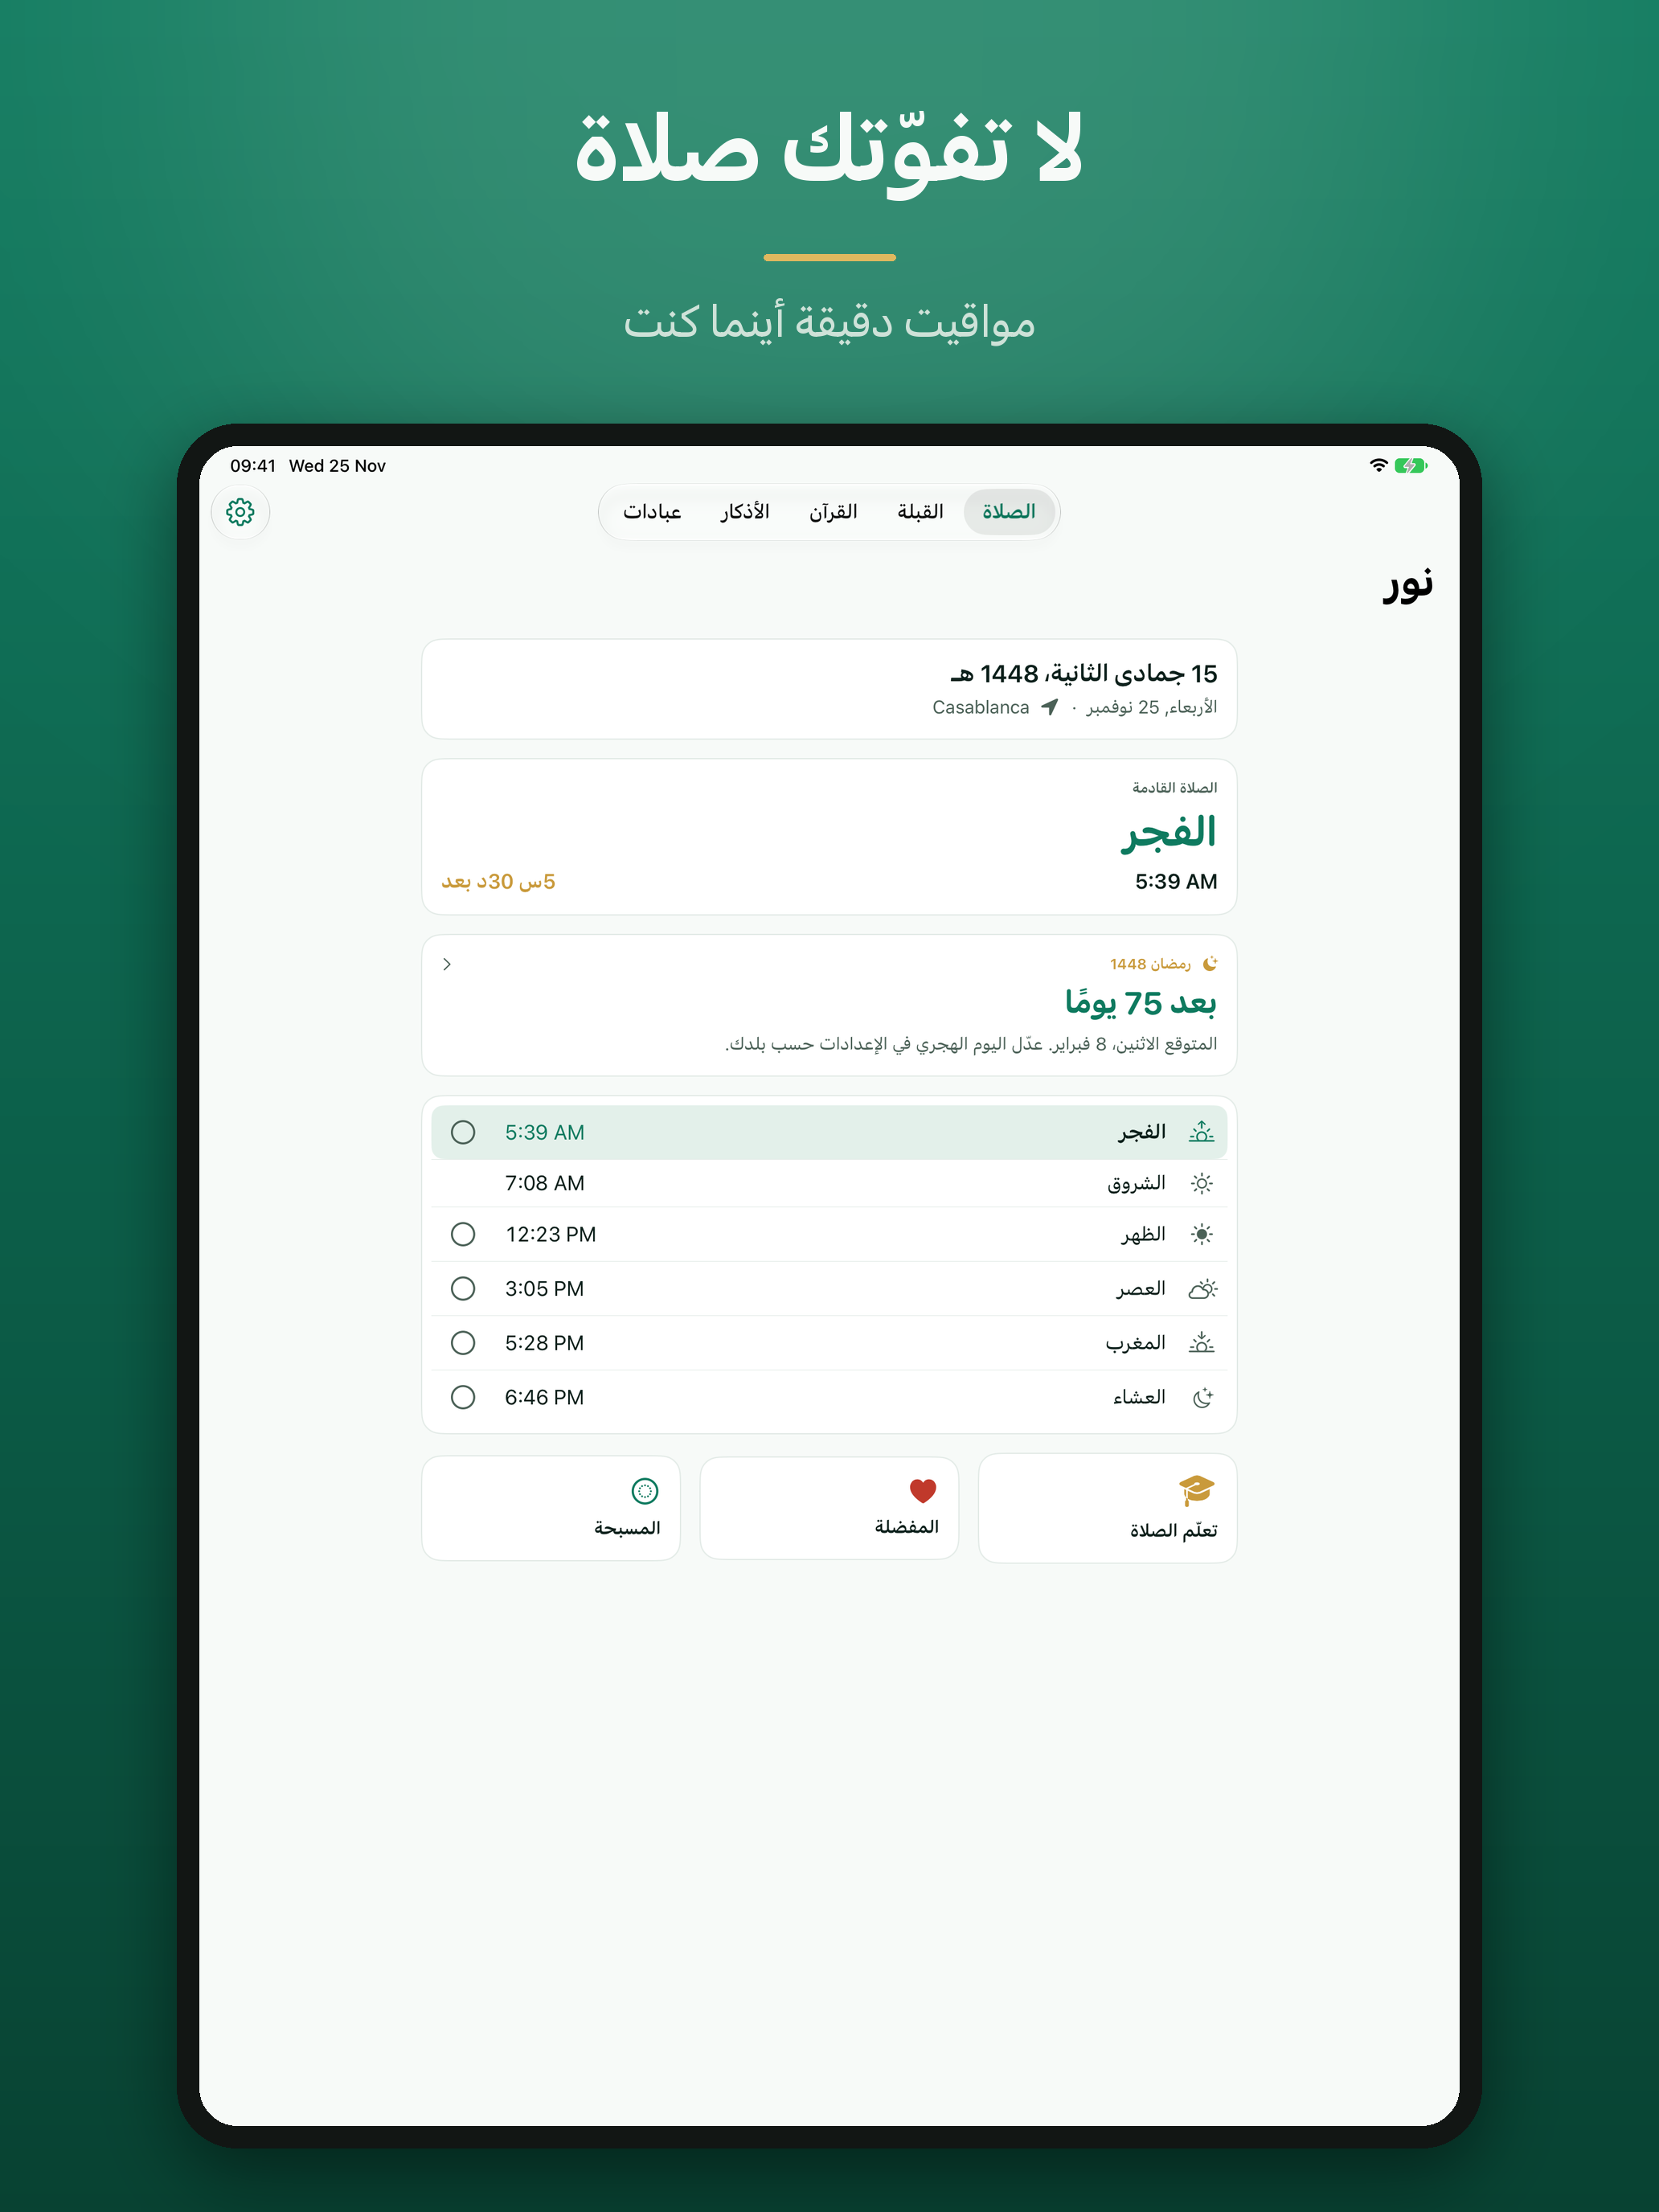 لا تفوّتك صلاة
مواقيت دقيقة أينما كنت
09:41 Wed 25 Nov
الصلاة القبلة القرآن الأذكار عبادات
نور
15 جمادى الثانية، 1448 هـ
الأربعاء, 25 نوفمبر · Casablanca
الصلاة القادمة
الفجر
5:39 AM 5س 30د بعد
رمضان 1448
بعد 75 يومًا
المتوقع الاثنين، 8 فبراير. عدّل اليوم الهجري في الإعدادات حسب بلدك.
الفجر 5:39 AM
الشروق 7:08 AM
الظهر 12:23 PM
العصر 3:05 PM
المغرب 5:28 PM
العشاء 6:46 PM
تعلّم الصلاة المفضلة المسبحة